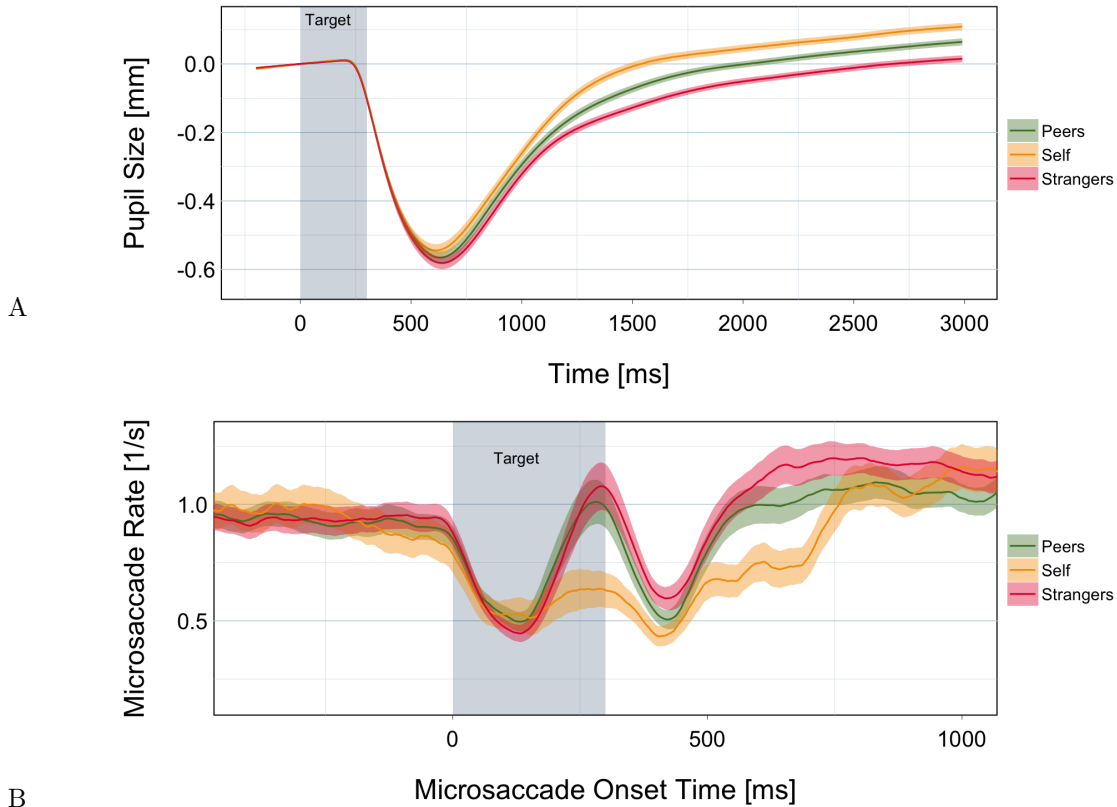 Target
0.0
-0.2
-0.4
-0.6
Pupil Size [mm]
0 500 1000 1500 2000 2500 3000
Time [ms]
Peers
Self
Strangers
A
Target
1.0
0.5
Microsaccade Rate [1/s]
0 500 1000
Microsaccade Onset Time [ms]
Peers
Self
Strangers
B